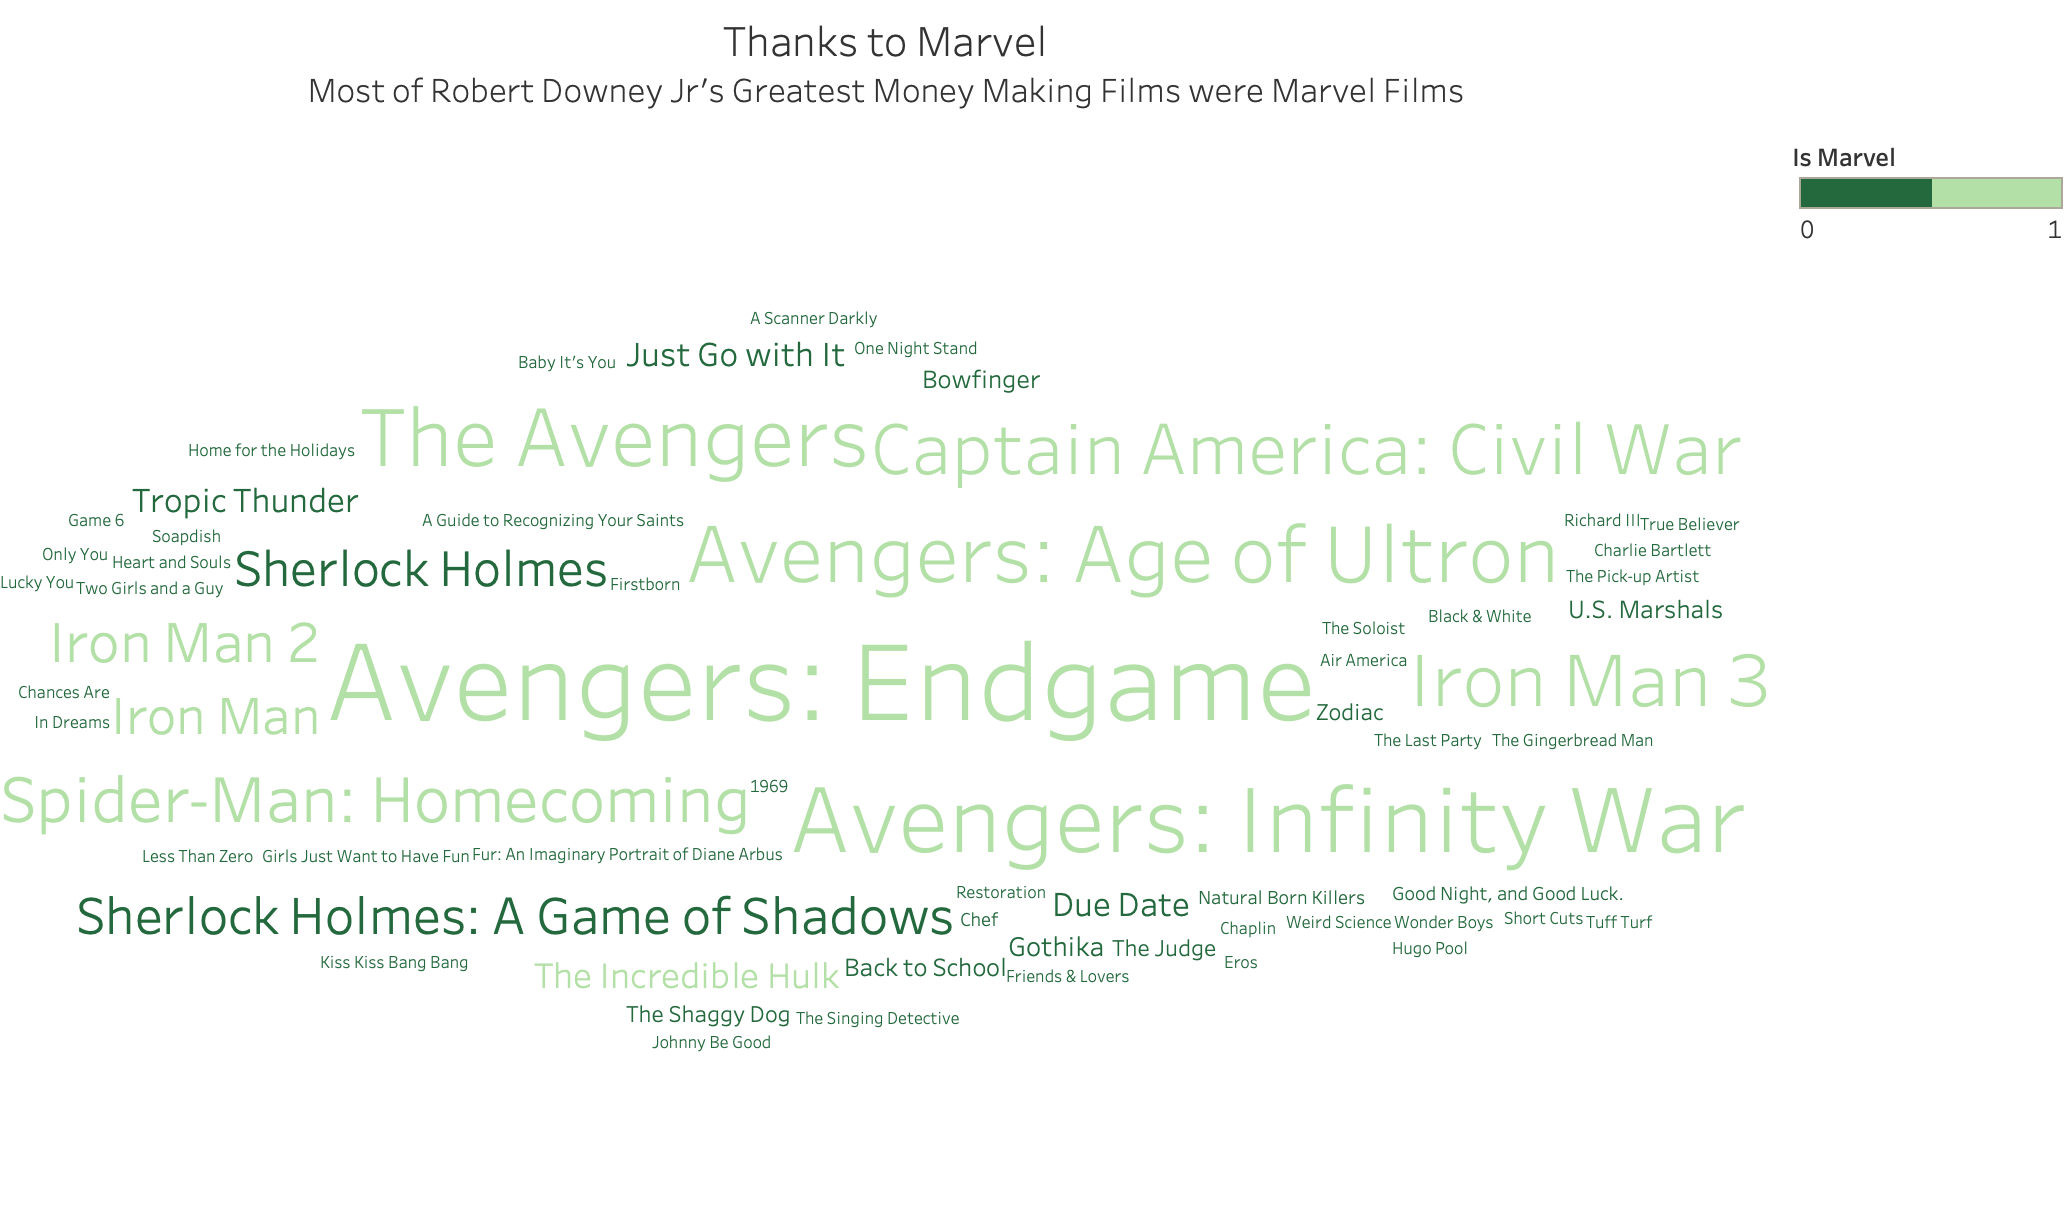 Thanks to Marvel
Most of Robert Downey Jr's Greatest Money Making Films were Marvel Films
Is Marvel
0 1
A Scanner Darkly
Baby It's You
Just Go with It
One Night Stand
Bowfinger
The Avengers
Captain America: Civil War
Home for the Holidays
Tropic Thunder
Game 6
A Guide to Recognizing Your Saints
Richard III
True Believer
Soapdish
Avengers: Age of Ultron
Charlie Bartlett
Only You
Heart and Souls
Sherlock Holmes
Firstborn
The Pick-up Artist
Lucky You
Two Girls and a Guy
U.S. Marshals
Black & White
The Soloist
Iron Man 2
Avengers: Endgame
Air America
Iron Man 3
Chances Are
Iron Man
In Dreams
Zodiac
The Last Party
The Gingerbread Man
Spider-Man: Homecoming
1969
Avengers: Infinity War
Less Than Zero
Girls Just Want to Have Fun
Fur: An Imaginary Portrait of Diane Arbus
Sherlock Holmes: A Game of Shadows
Restoration
Due Date
Natural Born Killers
Good Night, and Good Luck.
Chef
Chaplin
Weird Science
Wonder Boys
Short Cuts
Tuff Turf
Gothika
The Judge
Hugo Pool
Kiss Kiss Bang Bang
The Incredible Hulk
Back to School
Friends & Lovers
Eros
The Shaggy Dog
The Singing Detective
Johnny Be Good